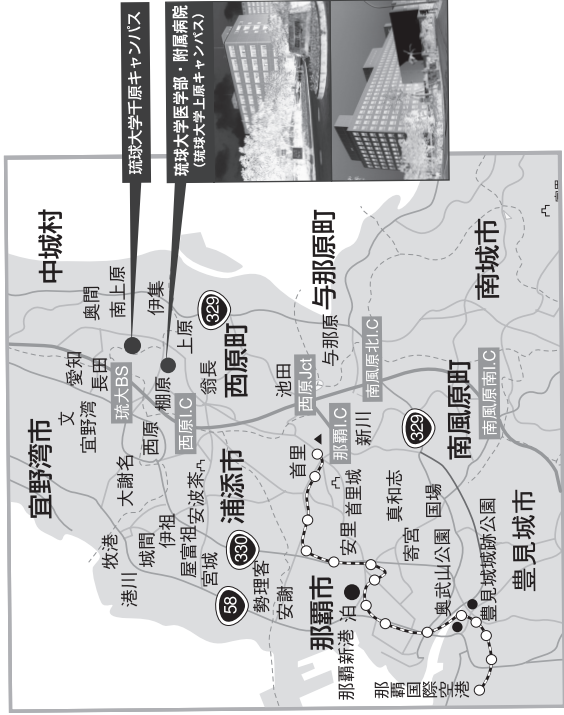 琉球大学千原キャンパス
琉球大学医学部・附属病院
(琉球大学上原キャンパス)
中城村
奥間
南上原
伊集
上原
329
西原町
翁長
棚原
愛知
長田
琉大BS
文
宜野湾
宜野湾市
西原
西原I.C
大謝名
牧港
港川
城間
伊祖
屋富祖
安波茶
宮城
浦添市
330
58
勢理客
安謝
与那原町
与那原
池田
西原Jct
南風原北I.C
那覇I.C
新川
首里
首里城
安里
那覇市
泊
那覇新港
真和志
国場
寄宮
329
南風原町
南風原南I.C
南城市
奥武山公園
豊見城城跡公園
豊見城市
那覇国際空港